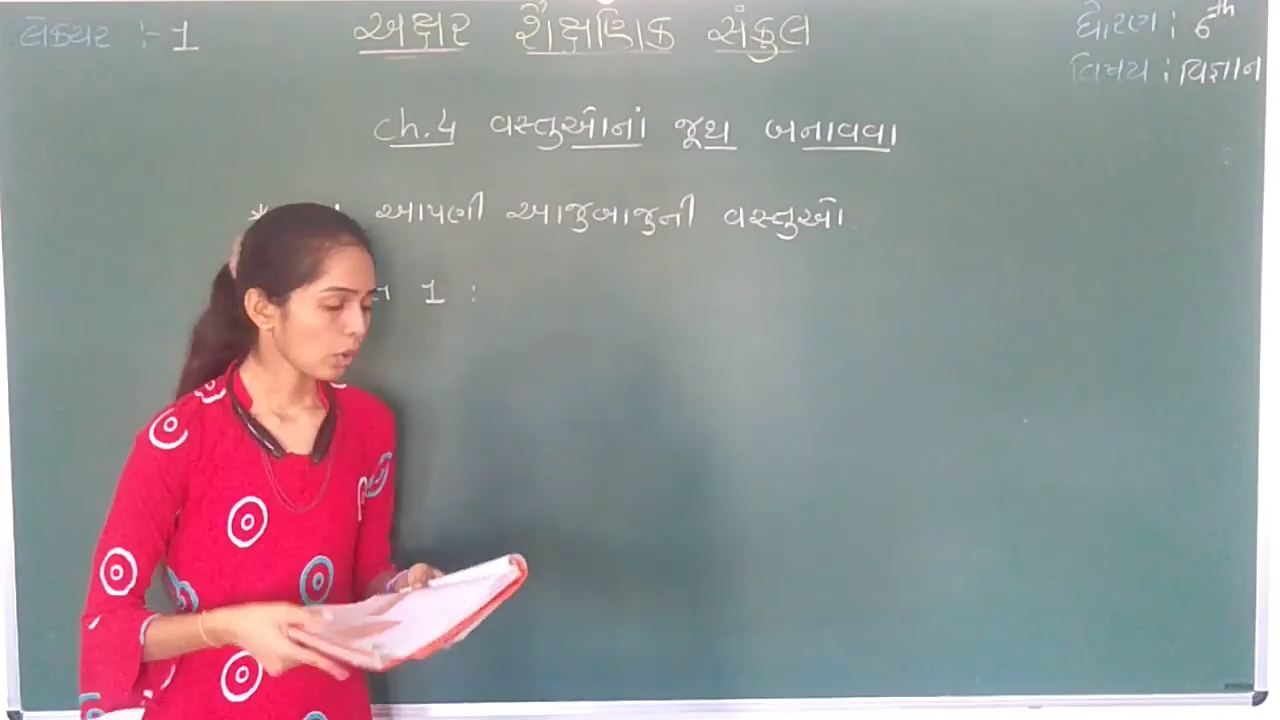 લેક્ચર :- 1
અક્ષર શૈક્ષણિક સંકુલ
ધોરણ : 6th
વિષય : વિજ્ઞાન
ch.4 વસ્તુઓનાં જૂથ બનાવવા
* આપણી આજુબાજુની વસ્તુઓ
1 :